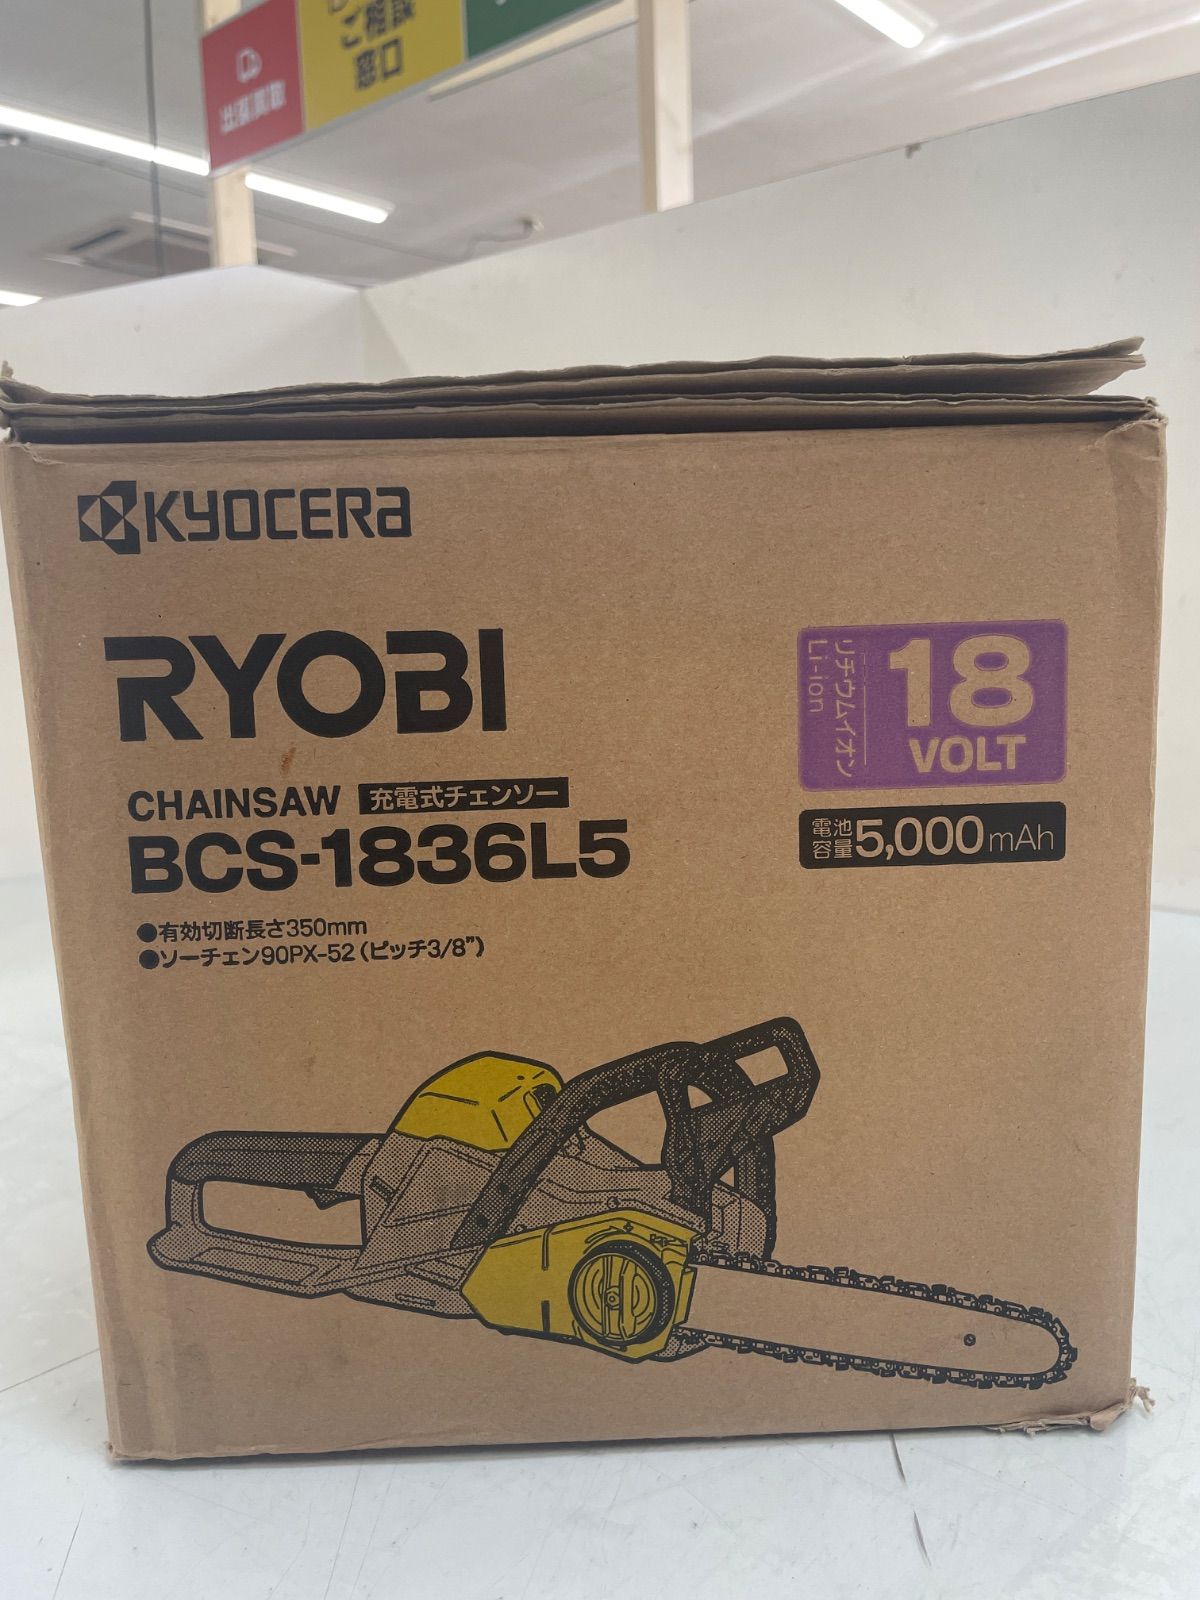 出張買取
ご相談
窓口
KYOCERA
RYOBI
リチウムイオン
Li-ion
18
VOLT
CHAINSAW 充電式チェンソー
BCS-1836L5
電池
容量 5,000mAh
●有効切断長さ350mm
●ソーチェン90PX-52(ピッチ3/8”)